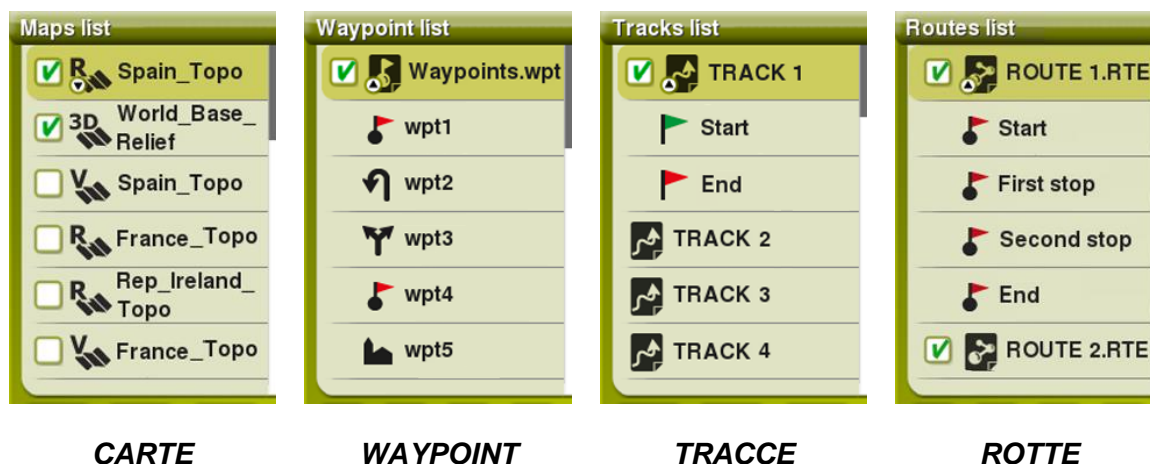 Maps list
R Spain_Topo
3D World_Base_
Relief
V Spain_Topo
R France_Topo
R Rep_Ireland_
Topo
V France_Topo
CARTE
Waypoint list
Waypoints.wpt
wpt1
wpt2
wpt3
wpt4
wpt5
WAYPOINT
Tracks list
TRACK 1
Start
End
TRACK 2
TRACK 3
TRACK 4
TRACCE
Routes list
ROUTE 1.RTE
Start
First stop
Second stop
End
ROUTE 2.RTE
ROTTE